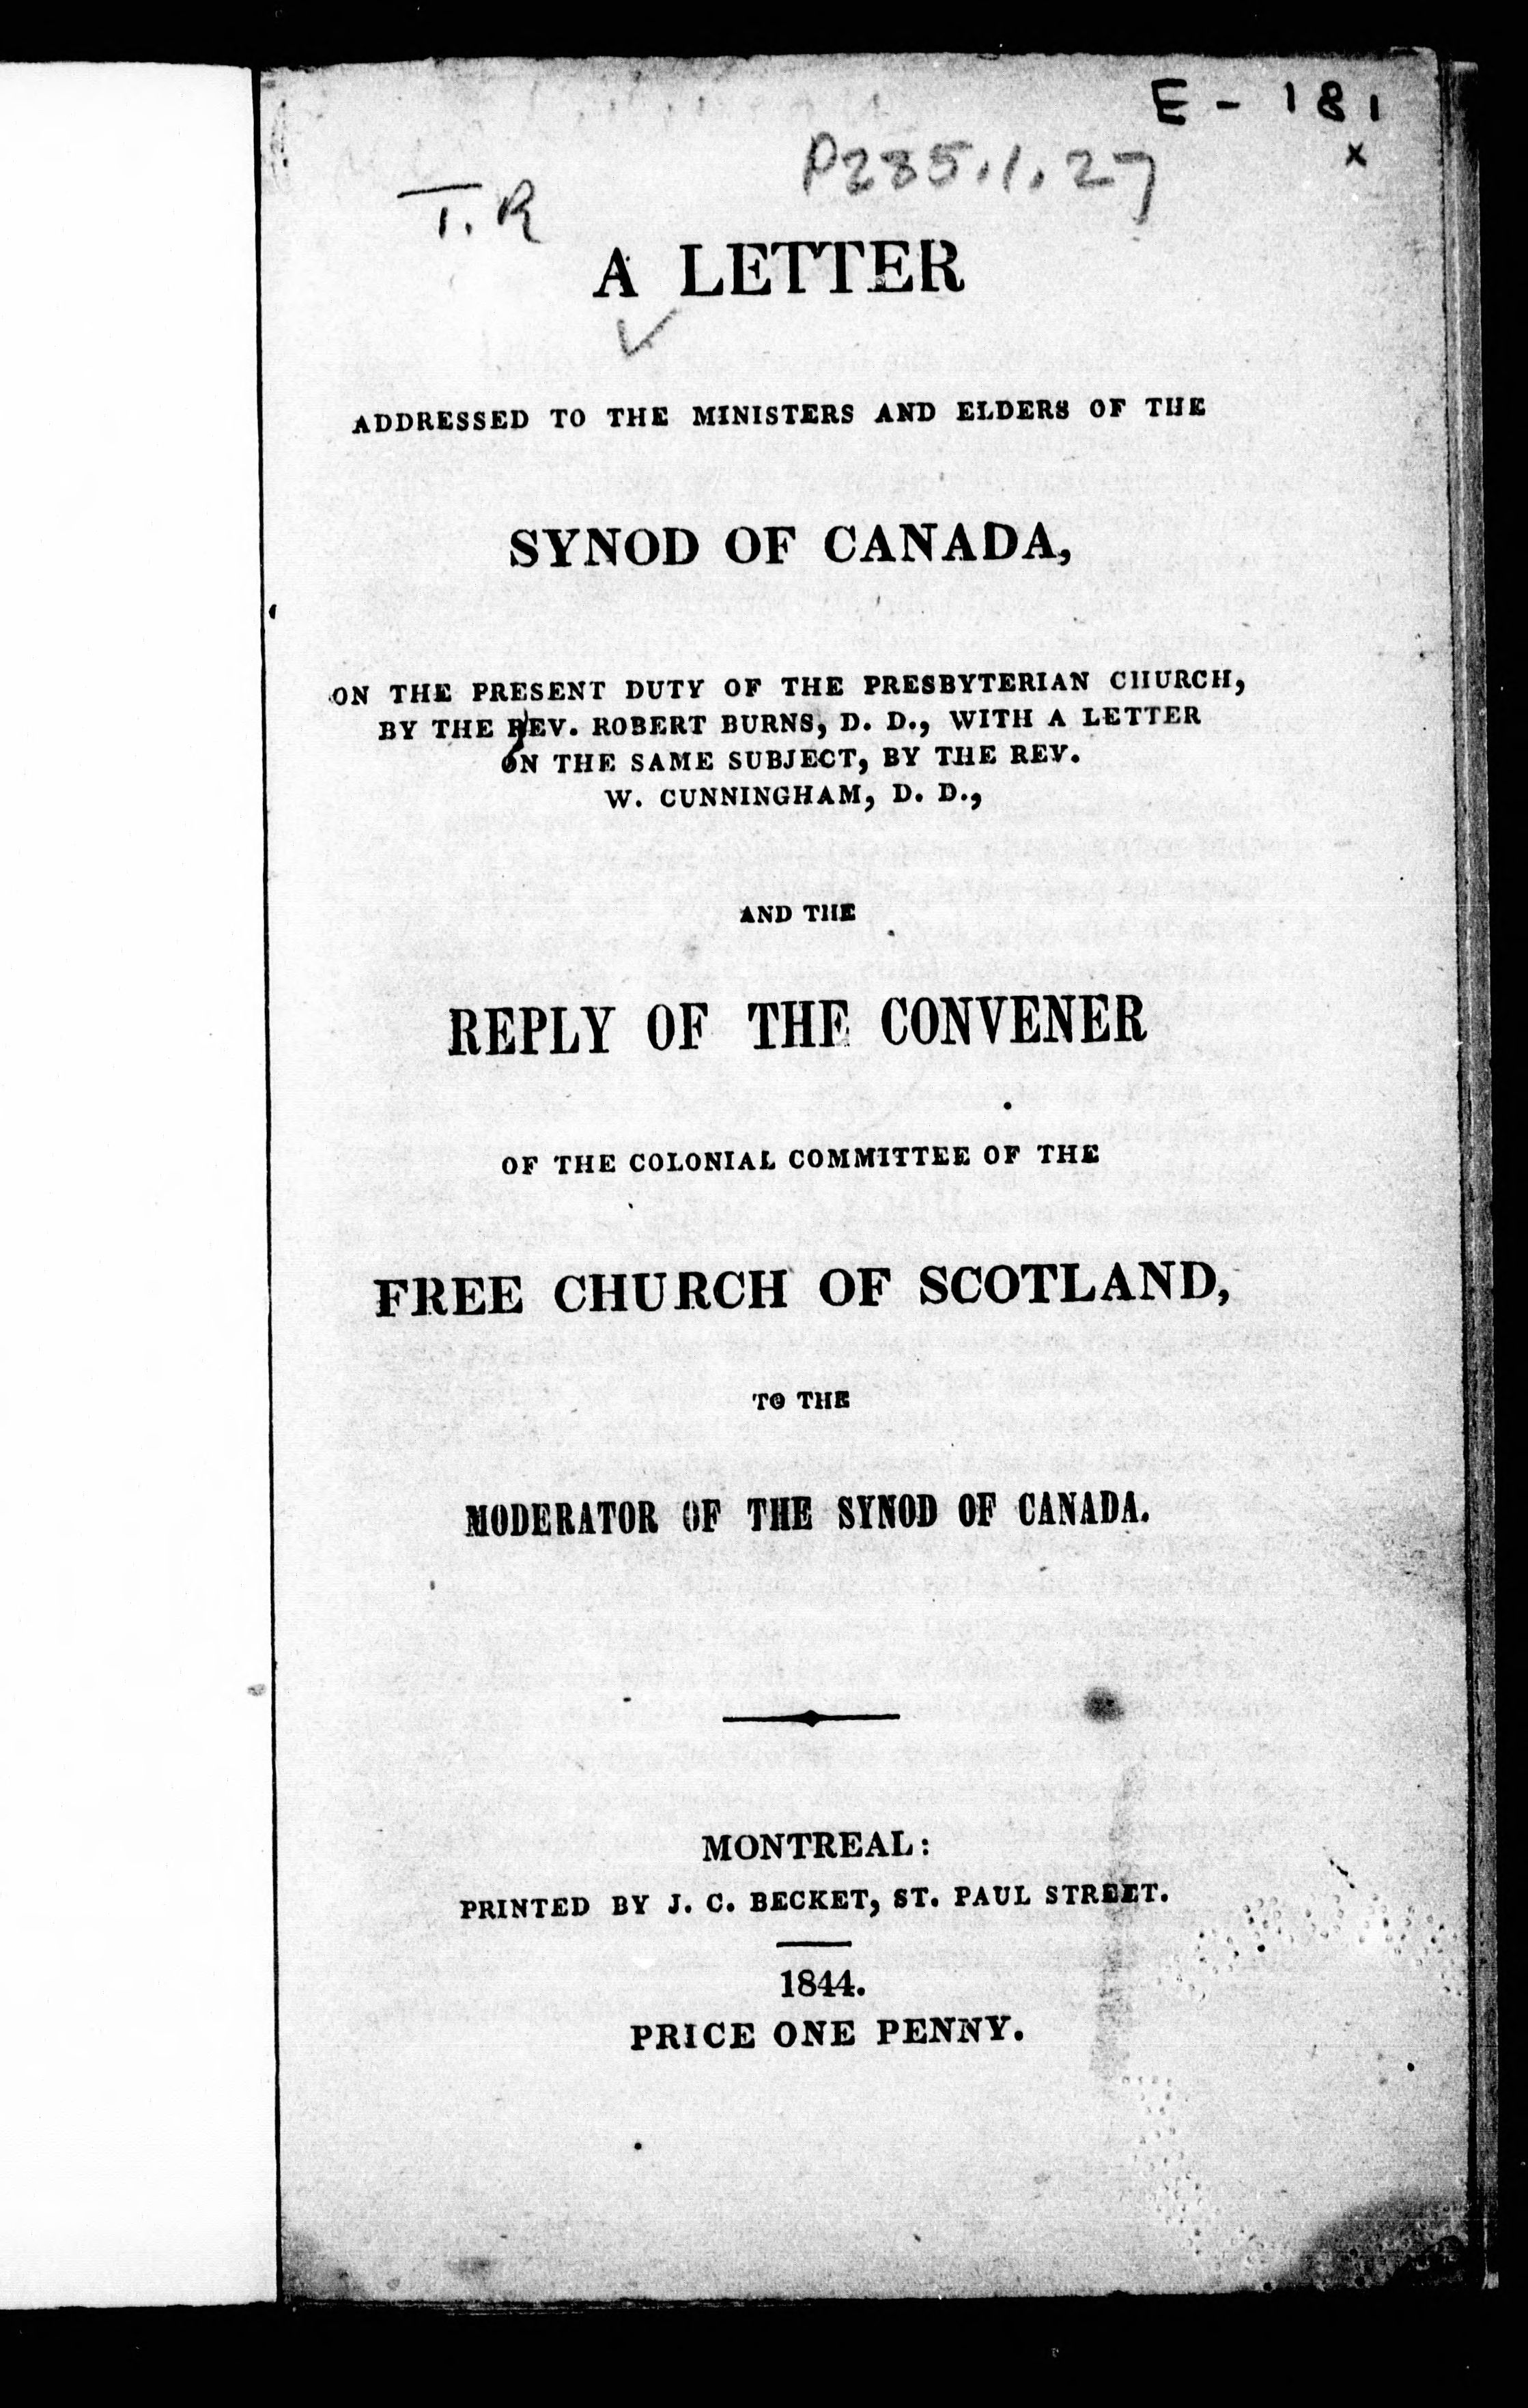 E - 181
x
P285.1.27
T.R
A LETTER
ADDRESSED TO THE MINISTERS AND ELDERS OF THE
SYNOD OF CANADA,
ON THE PRESENT DUTY OF THE PRESBYTERIAN CHURCH,
BY THE REV. ROBERT BURNS, D. D., WITH A LETTER
ON THE SAME SUBJECT, BY THE REV.
W. CUNNINGHAM, D. D.,
AND THE
REPLY OF THE CONVENER
OF THE COLONIAL COMMITTEE OF THE
FREE CHURCH OF SCOTLAND,
TO THE
MODERATOR OF THE SYNOD OF CANADA.
MONTREAL:
PRINTED BY J. C. BECKET, ST. PAUL STREET.
1844.
PRICE ONE PENNY.